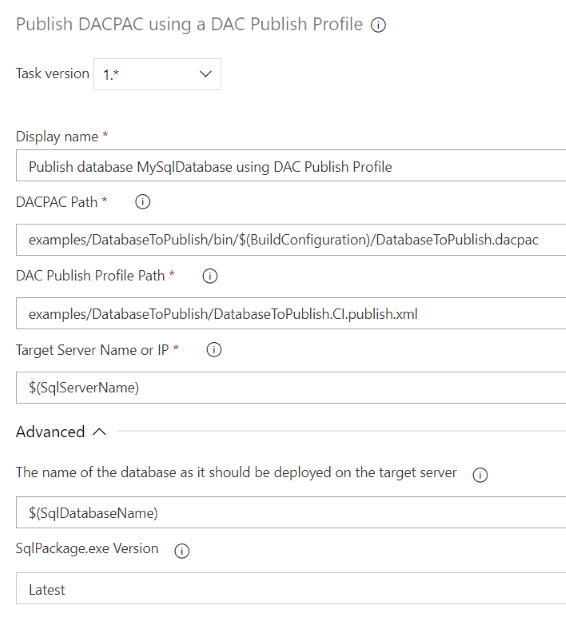 Publish DACPAC using a DAC Publish Profile
Task version 1.*
Display name *
Publish database MySqlDatabase using DAC Publish Profile
DACPAC Path *
examples/DatabaseToPublish/bin/$(BuildConfiguration)/DatabaseToPublish.dacpac
DAC Publish Profile Path *
examples/DatabaseToPublish/DatabaseToPublish.CI.publish.xml
Target Server Name or IP *
$(SqlServerName)
Advanced
The name of the database as it should be deployed on the target server
$(SqlDatabaseName)
SqlPackage.exe Version
Latest